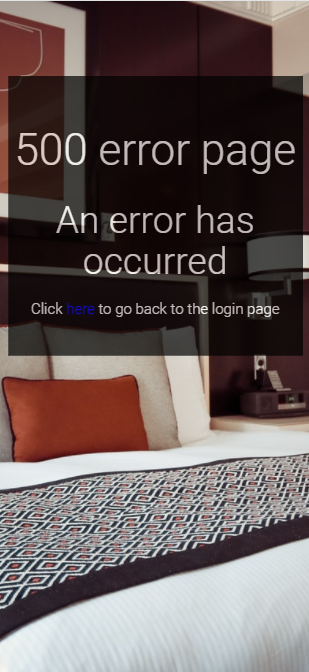 500 error page
An error has
occurred
Click here to go back to the login page